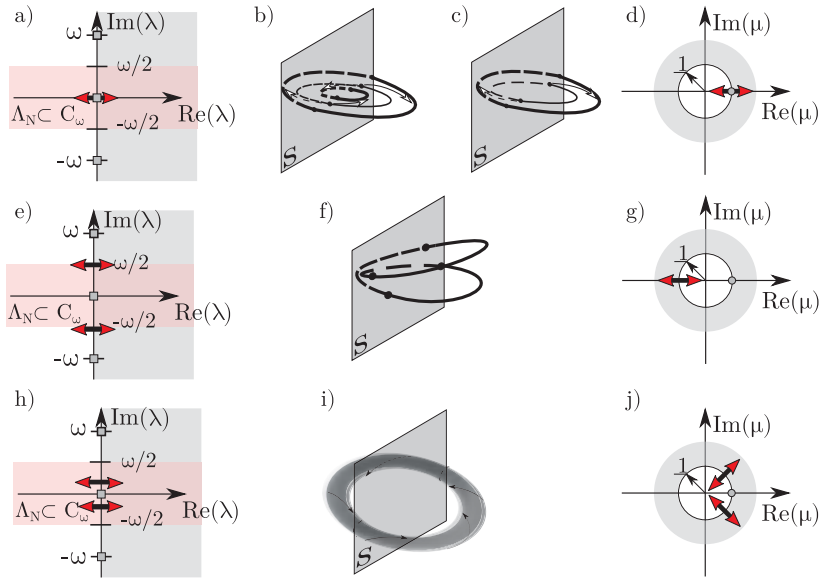 a)
Im(λ)
ω
ω/2
Λ_N⊂ C_ω
Re(λ)
-ω/2
-ω
b)
S
c)
S
d)
Im(μ)
1
Re(μ)
e)
Im(λ)
ω
ω/2
Λ_N⊂ C_ω
Re(λ)
-ω/2
-ω
f)
S
g)
Im(μ)
1
Re(μ)
h)
Im(λ)
ω
ω/2
Λ_N⊂ C_ω
Re(λ)
-ω/2
-ω
i)
S
j)
Im(μ)
1
Re(μ)